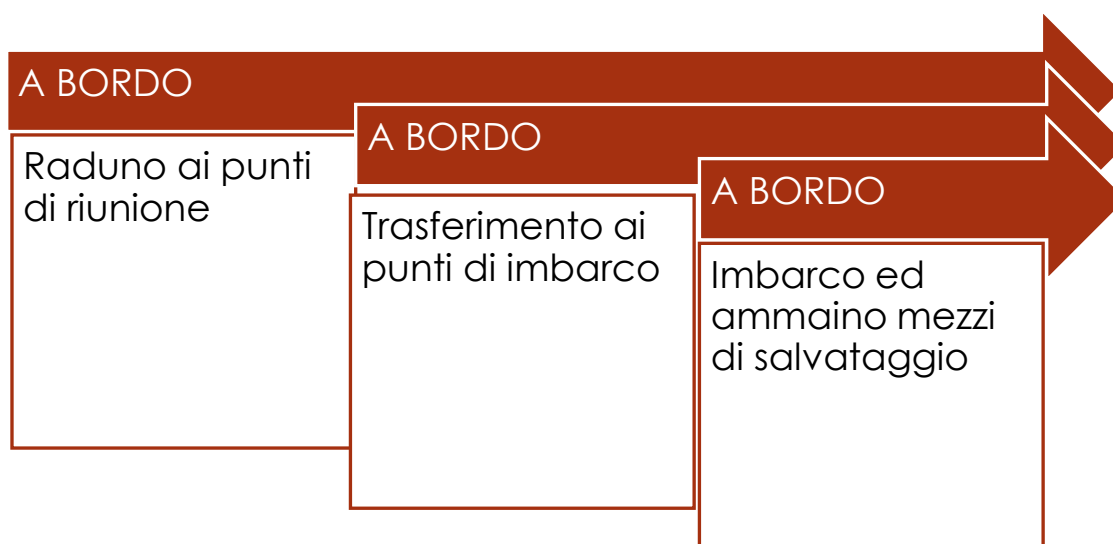 A BORDO
Raduno ai punti
di riunione
A BORDO
Trasferimento ai
punti di imbarco
A BORDO
Imbarco ed
ammaino mezzi
di salvataggio